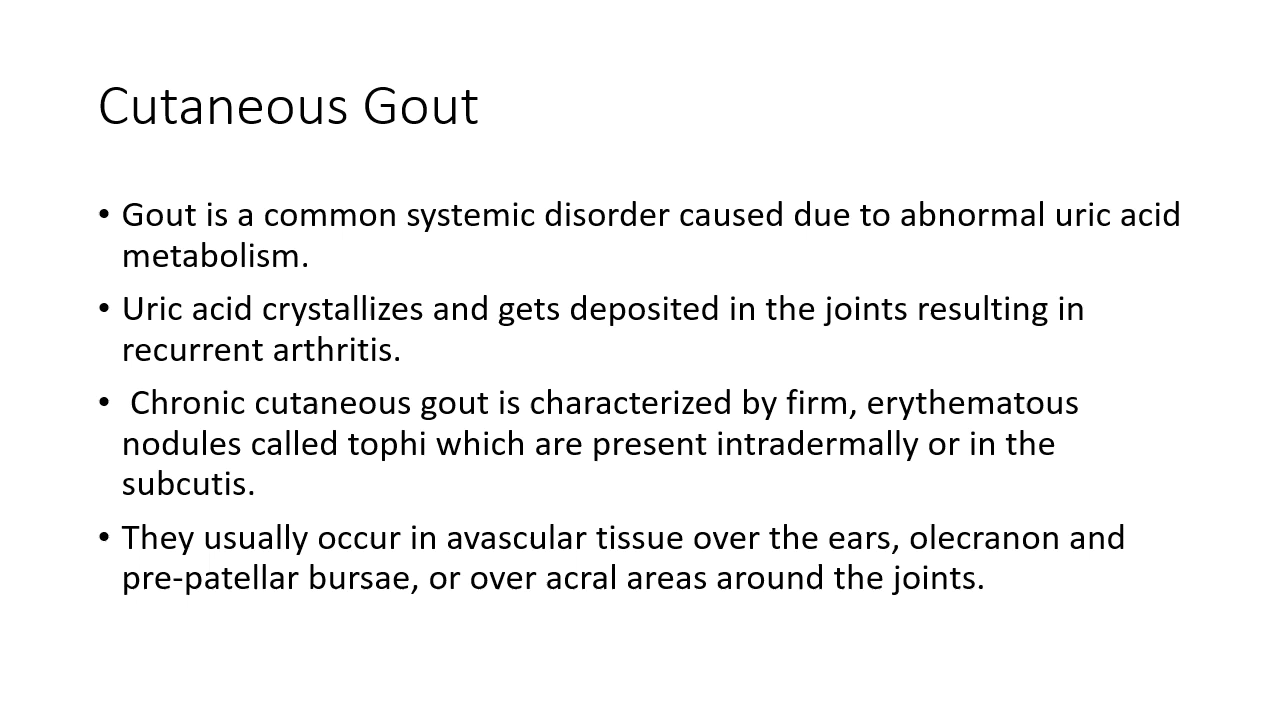 Cutaneous Gout
• Gout is a common systemic disorder caused due to abnormal uric acid
metabolism.
• Uric acid crystallizes and gets deposited in the joints resulting in
recurrent arthritis.
• Chronic cutaneous gout is characterized by firm, erythematous
nodules called tophi which are present intradermally or in the
subcutis.
• They usually occur in avascular tissue over the ears, olecranon and
pre-patellar bursae, or over acral areas around the joints.